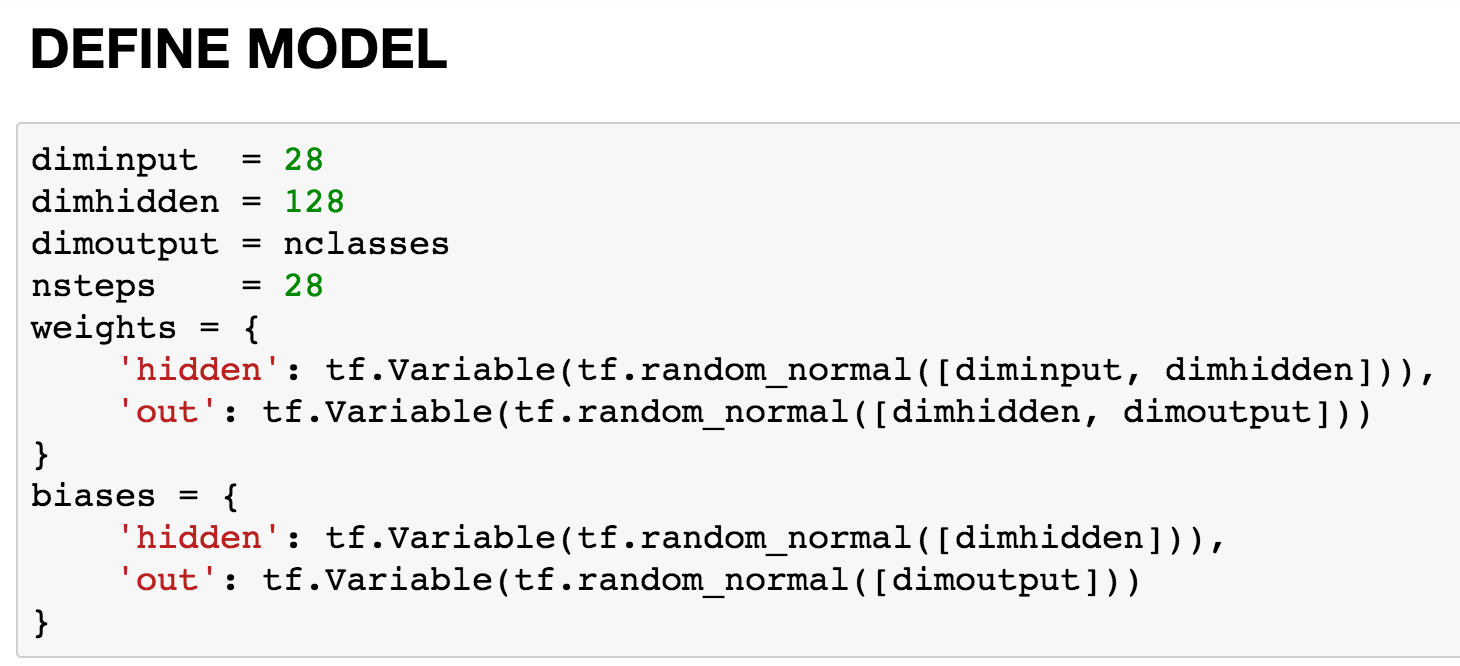 DEFINE MODEL
diminput  = 28
dimhidden = 128
dimoutput = nclasses
nsteps    = 28
weights = {
    'hidden': tf.Variable(tf.random_normal([diminput, dimhidden])),
    'out': tf.Variable(tf.random_normal([dimhidden, dimoutput]))
}
biases = {
    'hidden': tf.Variable(tf.random_normal([dimhidden])),
    'out': tf.Variable(tf.random_normal([dimoutput]))
}